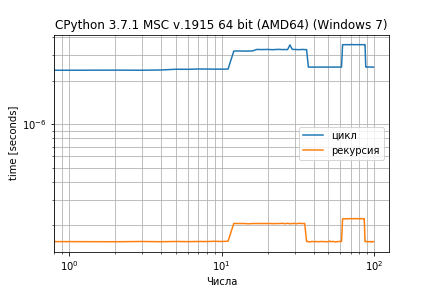 CPython 3.7.1 MSC v.1915 64 bit (AMD64) (Windows 7)
time [seconds]
10⁻⁶
цикл
рекурсия
10⁰ 10¹ 10²
Числа